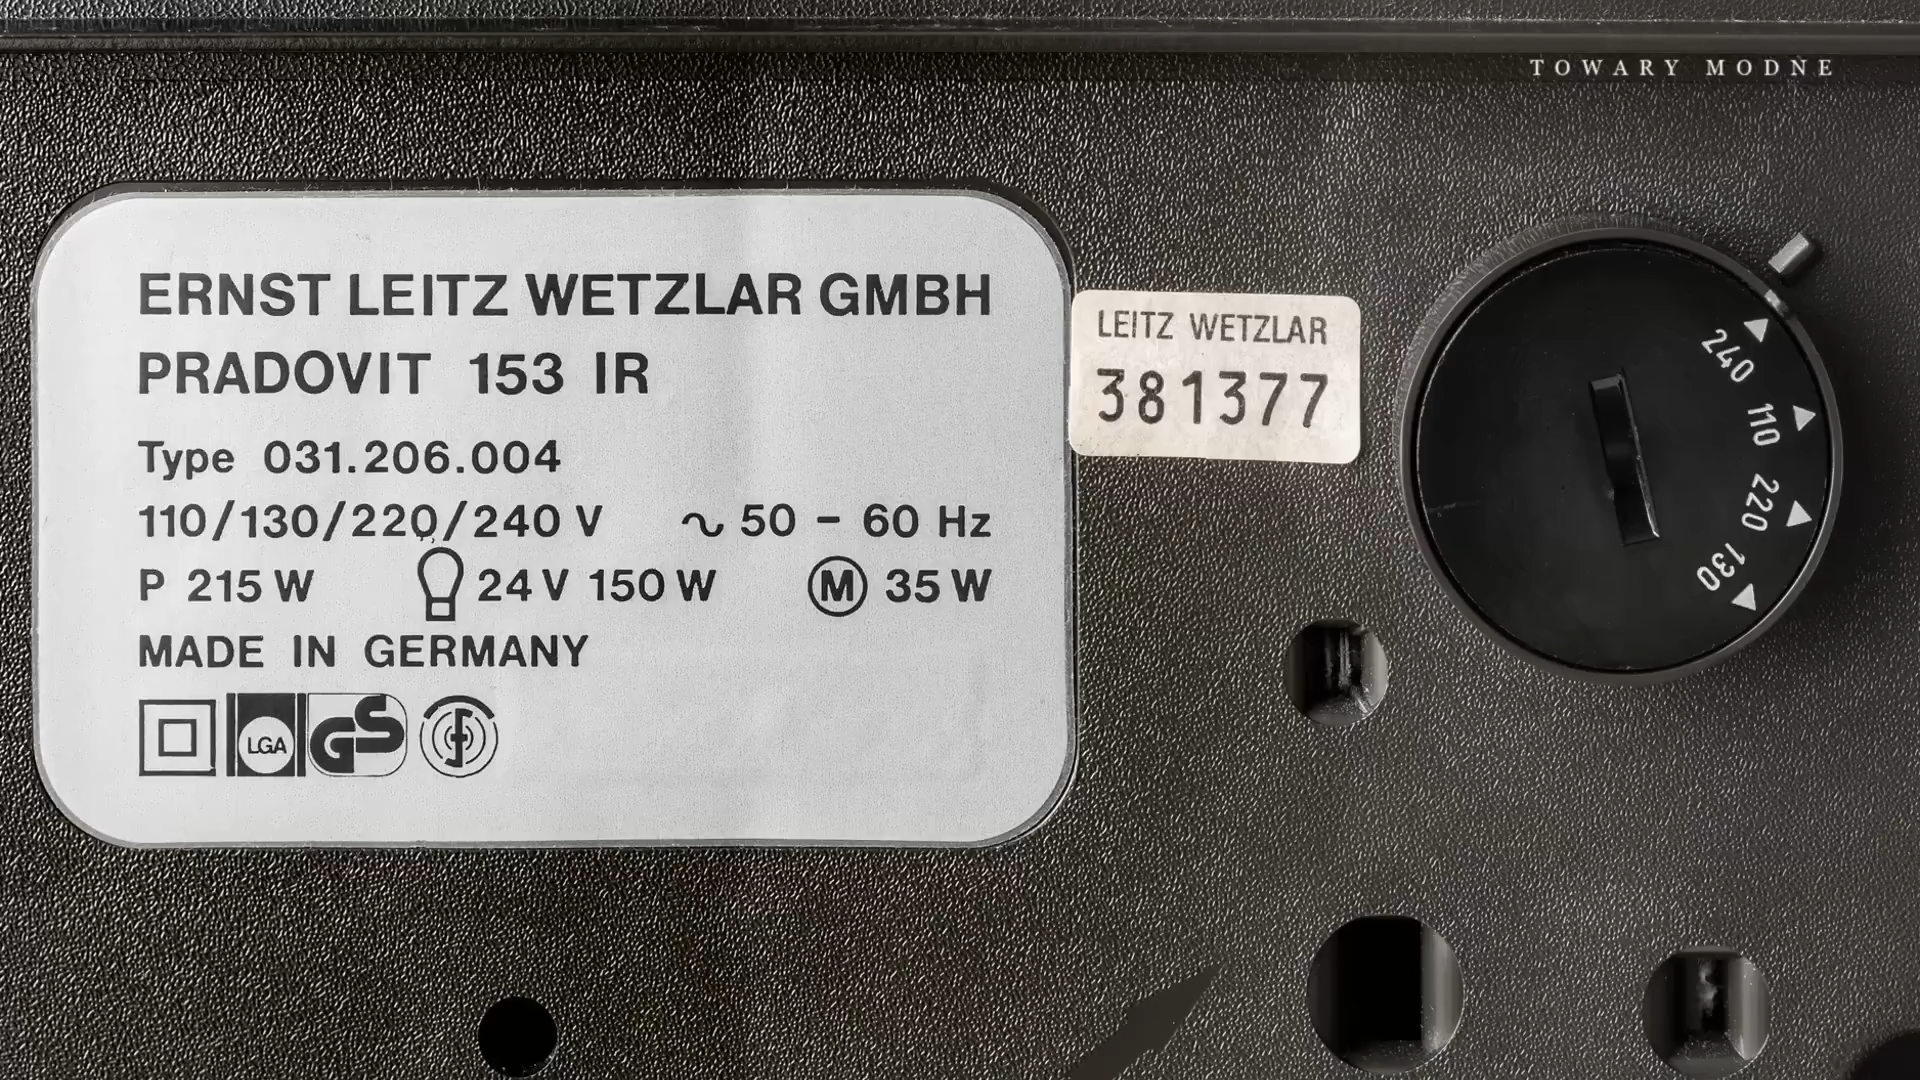 TOWARY MODNE
ERNST LEITZ WETZLAR GMBH
PRADOVIT 153 IR
Type 031.206.004
110/130/220/240 V ∿ 50 - 60 Hz
P 215 W 24 V 150 W M 35 W
MADE IN GERMANY
LGA GS
LEITZ WETZLAR
381377
240
110
220
130